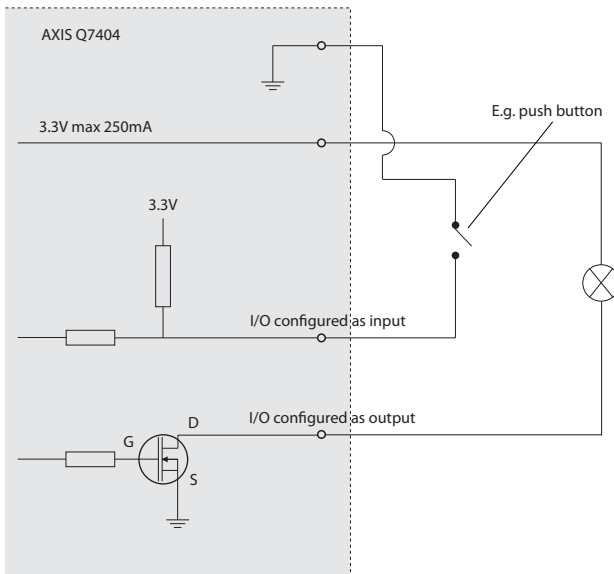 AXIS Q7404
E.g. push button
3.3V max 250mA
3.3V
I/O configured as input
I/O configured as output
D
G
S